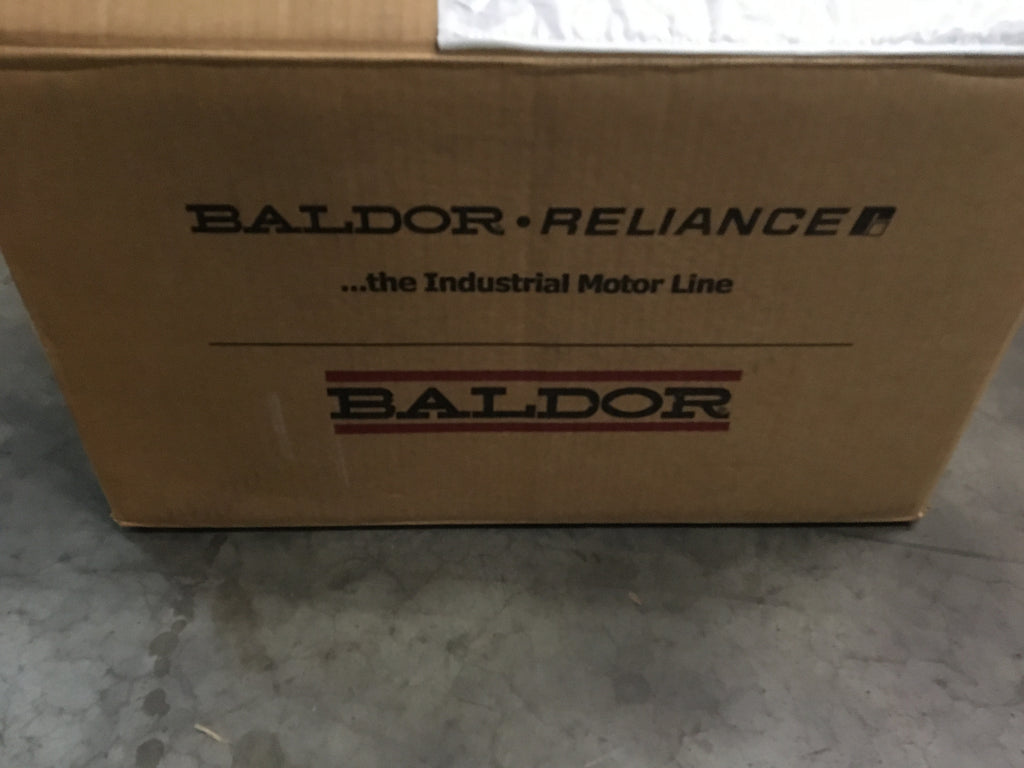 BALDOR • RELIANCE
...the Industrial Motor Line
BALDOR